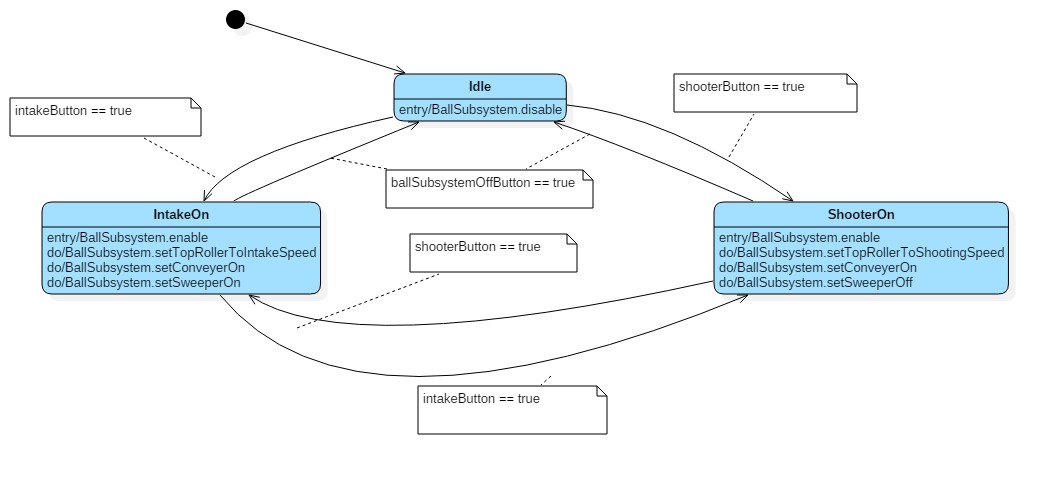 Idle
entry/BallSubsystem.disable
intakeButton == true
shooterButton == true
ballSubsystemOffButton == true
IntakeOn
entry/BallSubsystem.enable
do/BallSubsystem.setTopRollerToIntakeSpeed
do/BallSubsystem.setConveyerOn
do/BallSubsystem.setSweeperOn
ShooterOn
entry/BallSubsystem.enable
do/BallSubsystem.setTopRollerToShootingSpeed
do/BallSubsystem.setConveyerOn
do/BallSubsystem.setSweeperOff
shooterButton == true
intakeButton == true